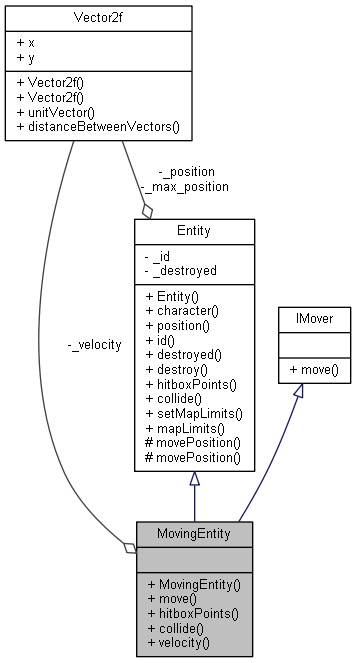 Vector2f
+ x
+ y
+ Vector2f()
+ Vector2f()
+ unitVector()
+ distanceBetweenVectors()
-_position
-_max_position
Entity
- _id
- _destroyed
+ Entity()
+ character()
+ position()
+ id()
+ destroyed()
+ destroy()
+ hitboxPoints()
+ collide()
+ setMapLimits()
+ mapLimits()
# movePosition()
# movePosition()
IMover
+ move()
-_velocity
MovingEntity
+ MovingEntity()
+ move()
+ hitboxPoints()
+ collide()
+ velocity()